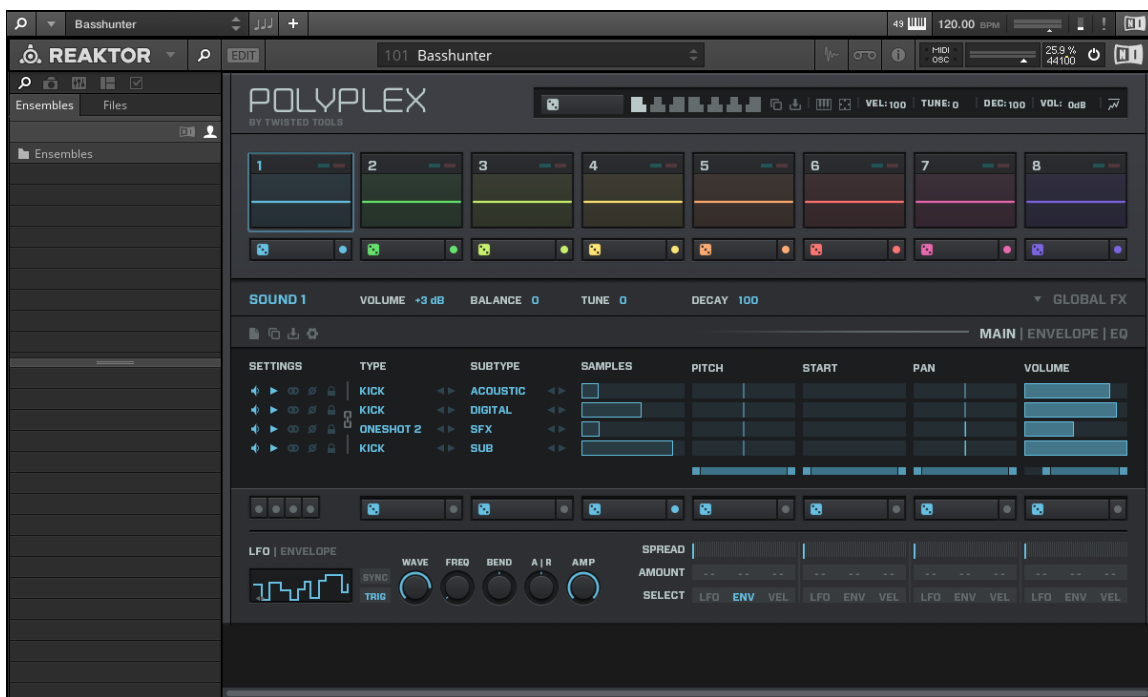 Basshunter 49 120.00 BPM
REAKTOR EDIT 101 Basshunter MIDI OSC 25.9 % 44100
Ensembles Files
Ensembles
POLYPLEX
BY TWISTED TOOLS
VEL:100 TUNE:0 DEC:100 VOL: 0dB
1 2 3 4 5 6 7 8
SOUND 1 VOLUME +3 dB BALANCE 0 TUNE 0 DECAY 100 GLOBAL FX
MAIN | ENVELOPE | EQ
SETTINGS TYPE SUBTYPE SAMPLES PITCH START PAN VOLUME
KICK ACOUSTIC
KICK DIGITAL
ONESHOT 2 SFX
KICK SUB
LFO | ENVELOPE
SYNC
TRIG
WAVE FREQ BEND A | R AMP
SPREAD
AMOUNT -- -- -- -- -- -- -- -- -- -- -- --
SELECT LFO ENV VEL LFO ENV VEL LFO ENV VEL LFO ENV VEL